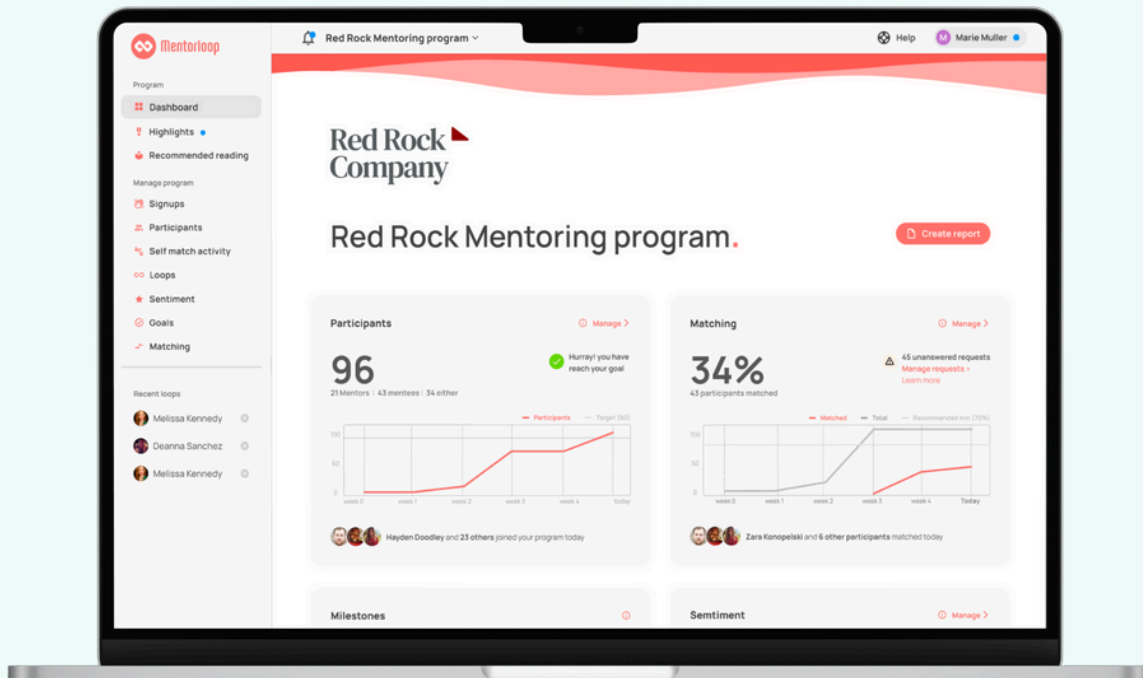 Mentorloop
Red Rock Mentoring program
Help
M
Marie Muller
Program
Dashboard
Highlights
Recommended reading
Manage program
Signups
Participants
Self match activity
Loops
Sentiment
Goals
Matching
Recent loops
Melissa Kennedy
Deanna Sanchez
Melissa Kennedy
Red Rock
Company
Red Rock Mentoring program.
Create report
Participants
Manage >
96
21 Mentors | 43 mentees | 34 either
Hurray! you have
reach your goal
Participants
Target (90)
100
50
0
week 0
week 1
week 2
week 3
week 4
today
Hayden Doodley and 23 others joined your program today
Matching
Manage >
34%
43 participants matched
45 unanswered requests
Manage requests >
Learn more
Matched
Total
Recommended min (70%)
100
50
0
week 0
week 1
week 2
week 3
week 4
Today
Zara Konopelski and 6 other participants matched today
Milestones
Semtiment
Manage >